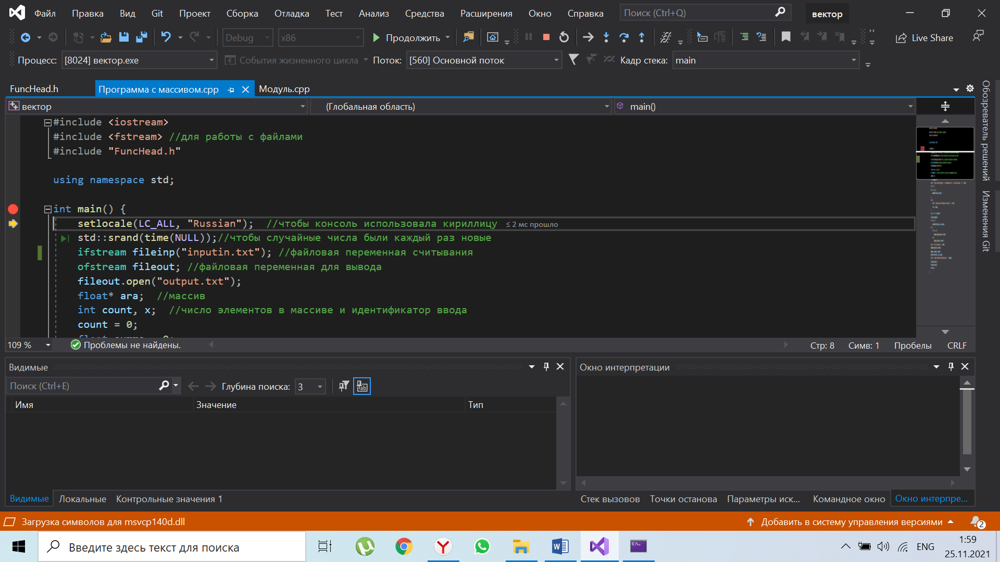 Файл Правка Вид Git Проект Сборка Отладка Тест Анализ Средства Расширения Окно Справка Поиск (Ctrl+Q) вектор
Debug x86 Продолжить Live Share
Процесс: [8024] вектор.exe События жизненного цикла Поток: [560] Основной поток Кадр стека: main
FuncHead.h Программа с массивом.cpp Модуль.cpp
вектор (Глобальная область) main()
#include <iostream>
#include <fstream> //для работы с файлами
#include "FuncHead.h"
using namespace std;
int main() {
setlocale(LC_ALL, "Russian"); //чтобы консоль использовала кириллицу ≤ 2 мс прошло
std::srand(time(NULL));//чтобы случайные числа были каждый раз новые
ifstream fileinp("inputin.txt"); //файловая переменная считывания
ofstream fileout; //файловая переменная для вывода
fileout.open("output.txt");
float* ara; //массив
int count, x; //число элементов в массиве и идентификатор ввода
count = 0;
Обозреватель решений
Изменения Git
109 % Проблемы не найдены. Стр: 8 Симв: 1 Пробелы CRLF
Видимые
Поиск (Ctrl+E) Глубина поиска: 3
Имя Значение Тип
Видимые Локальные Контрольные значения 1
Окно интерпретации
Стек вызовов Точки останова Параметры иск... Командное окно Окно интерпре...
Загрузка символов для msvcp140d.dll Добавить в систему управления версиями 2
Введите здесь текст для поиска ENG 1:59
25.11.2021